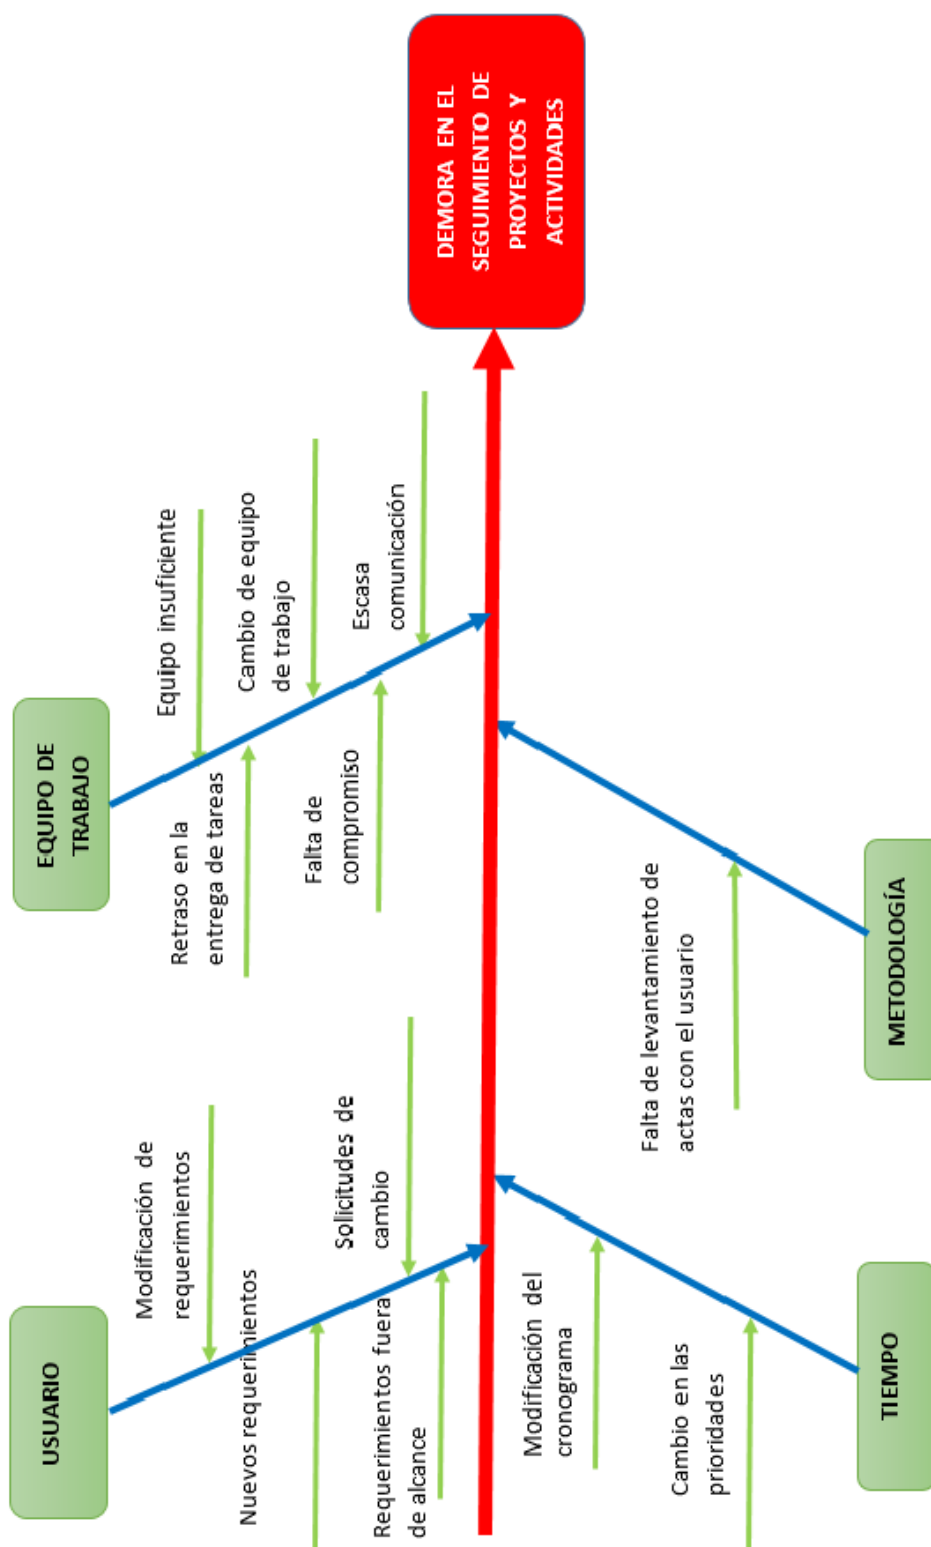 USUARIO
EQUIPO DE
TRABAJO
Modificación de
requerimientos
Nuevos requerimientos
Solicitudes de
cambio
Requerimientos fuera
de alcance
Equipo insuficiente
Retraso en la
entrega de tareas
Cambio de equipo
de trabajo
Falta de
compromiso
Escasa
comunicación
DEMORA EN EL
SEGUIMIENTO DE
PROYECTOS Y
ACTIVIDADES
Modificación del
cronograma
Cambio en las
prioridades
Falta de levantamiento de
actas con el usuario
TIEMPO
METODOLOGÍA